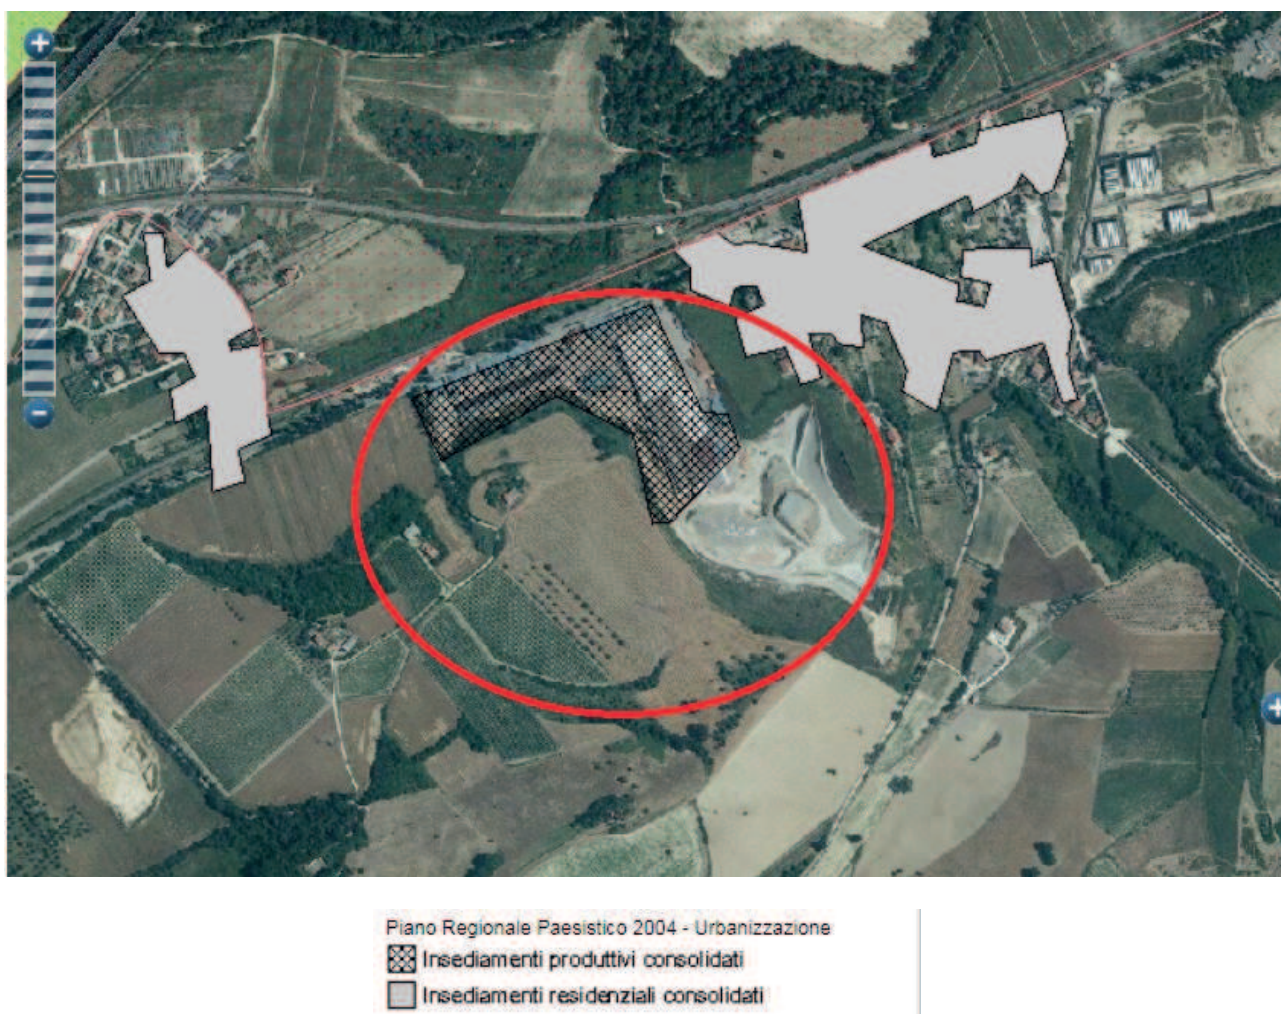 Piano Regionale Paesistico 2004 - Urbanizzazione
Insediamenti produttivi consolidati
Insediamenti residenziali consolidati